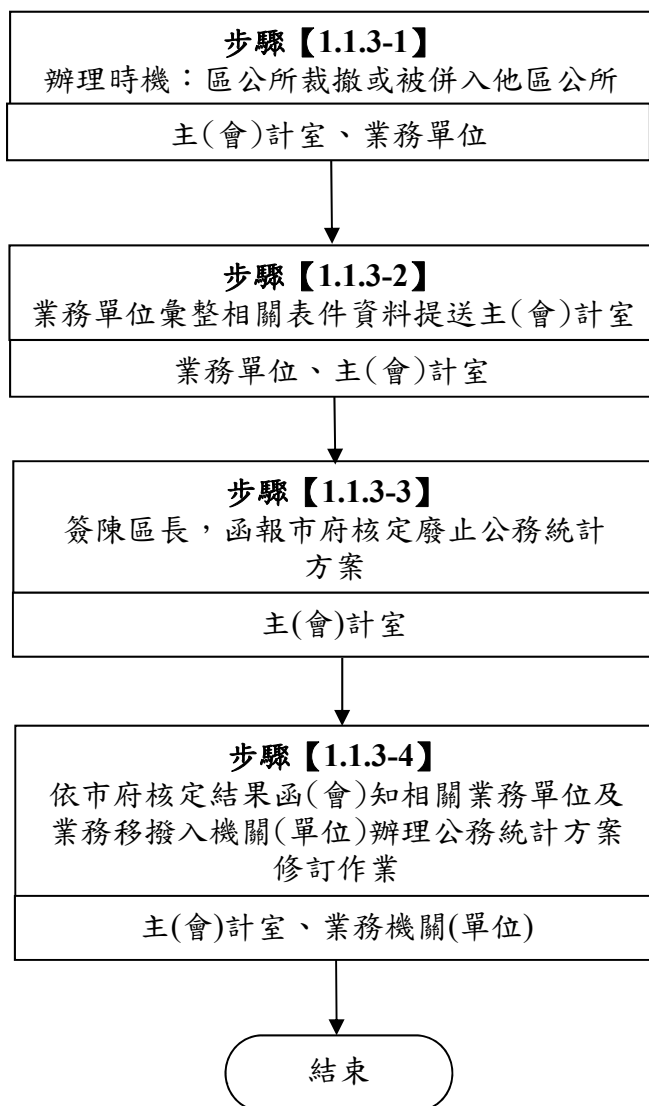 步驟【1.1.3-1】
辦理時機：區公所裁撤或被併入他區公所
主(會)計室、業務單位
步驟【1.1.3-2】
業務單位彙整相關表件資料提送主(會)計室
業務單位、主(會)計室
步驟【1.1.3-3】
簽陳區長，函報市府核定廢止公務統計
方案
主(會)計室
步驟【1.1.3-4】
依市府核定結果函(會)知相關業務單位及
業務移撥入機關(單位)辦理公務統計方案
修訂作業
主(會)計室、業務機關(單位)
結束